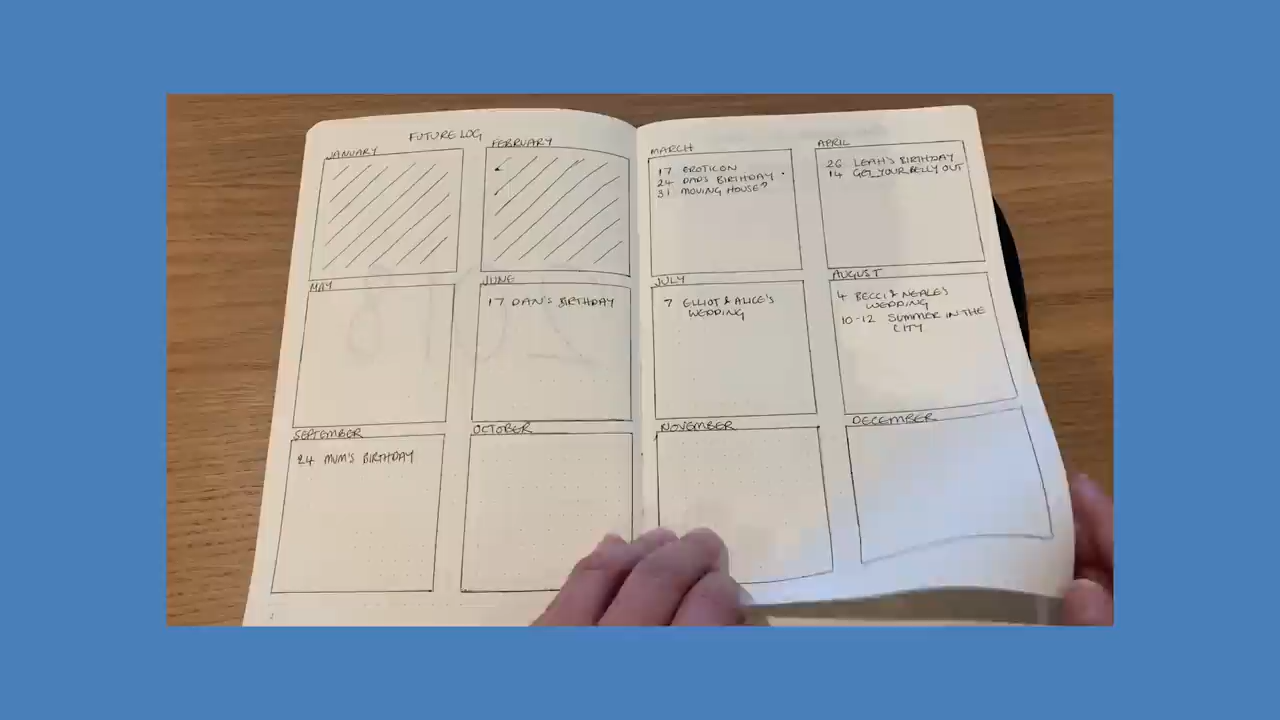 FUTURE LOG
JANUARY
FEBRUARY
MARCH
17 EROTICON
24 DAD'S BIRTHDAY
31 MOVING HOUSE?
APRIL
26 LEAH'S BIRTHDAY
14 GET YOUR BELLY OUT
MAY
JUNE
17 DAN'S BIRTHDAY
JULY
7 ELLIOT & ALICE'S
WEDDING
AUGUST
4 BECCI & NEALE'S
WEDDING
10-12 SUMMER IN THE
CITY
SEPTEMBER
24 MUM'S BIRTHDAY
OCTOBER
NOVEMBER
DECEMBER